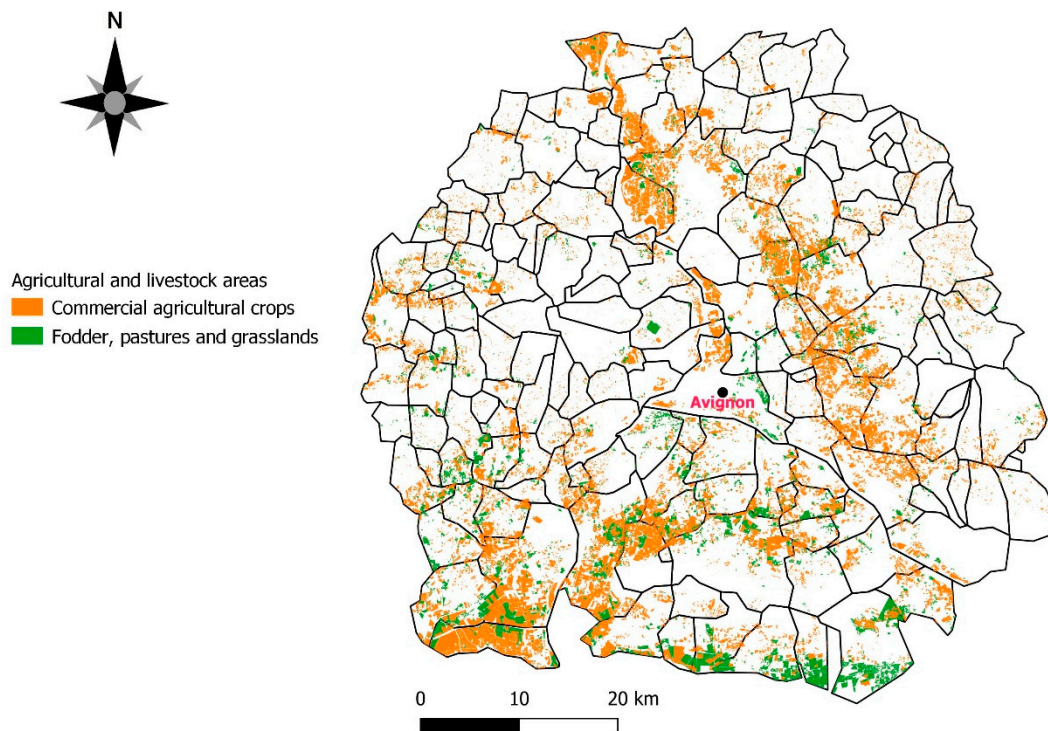 N
Agricultural and livestock areas
Commercial agricultural crops
Fodder, pastures and grasslands
Avignon
0 10 20 km